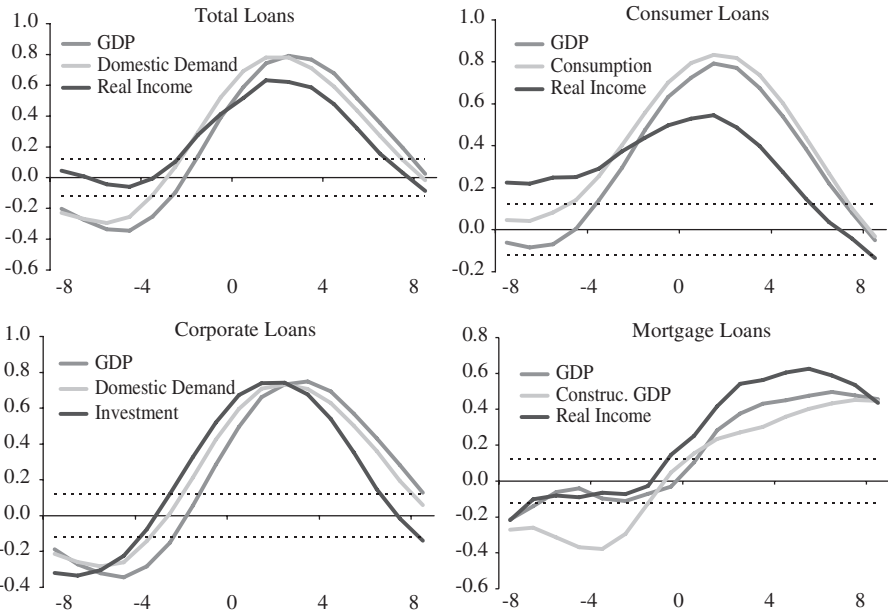 Total Loans
1.0
0.8
0.6
0.4
0.2
0.0
-0.2
-0.4
-0.6
GDP
Domestic Demand
Real Income
-8 -4 0 4 8
Consumer Loans
1.0
0.8
0.6
0.4
0.2
0.0
-0.2
GDP
Consumption
Real Income
-8 -4 0 4 8
Corporate Loans
1.0
0.8
0.6
0.4
0.2
0.0
-0.2
-0.4
GDP
Domestic Demand
Investment
-8 -4 0 4 8
Mortgage Loans
0.8
0.6
0.4
0.2
0.0
-0.2
-0.4
-0.6
GDP
Construc. GDP
Real Income
-8 -4 0 4 8